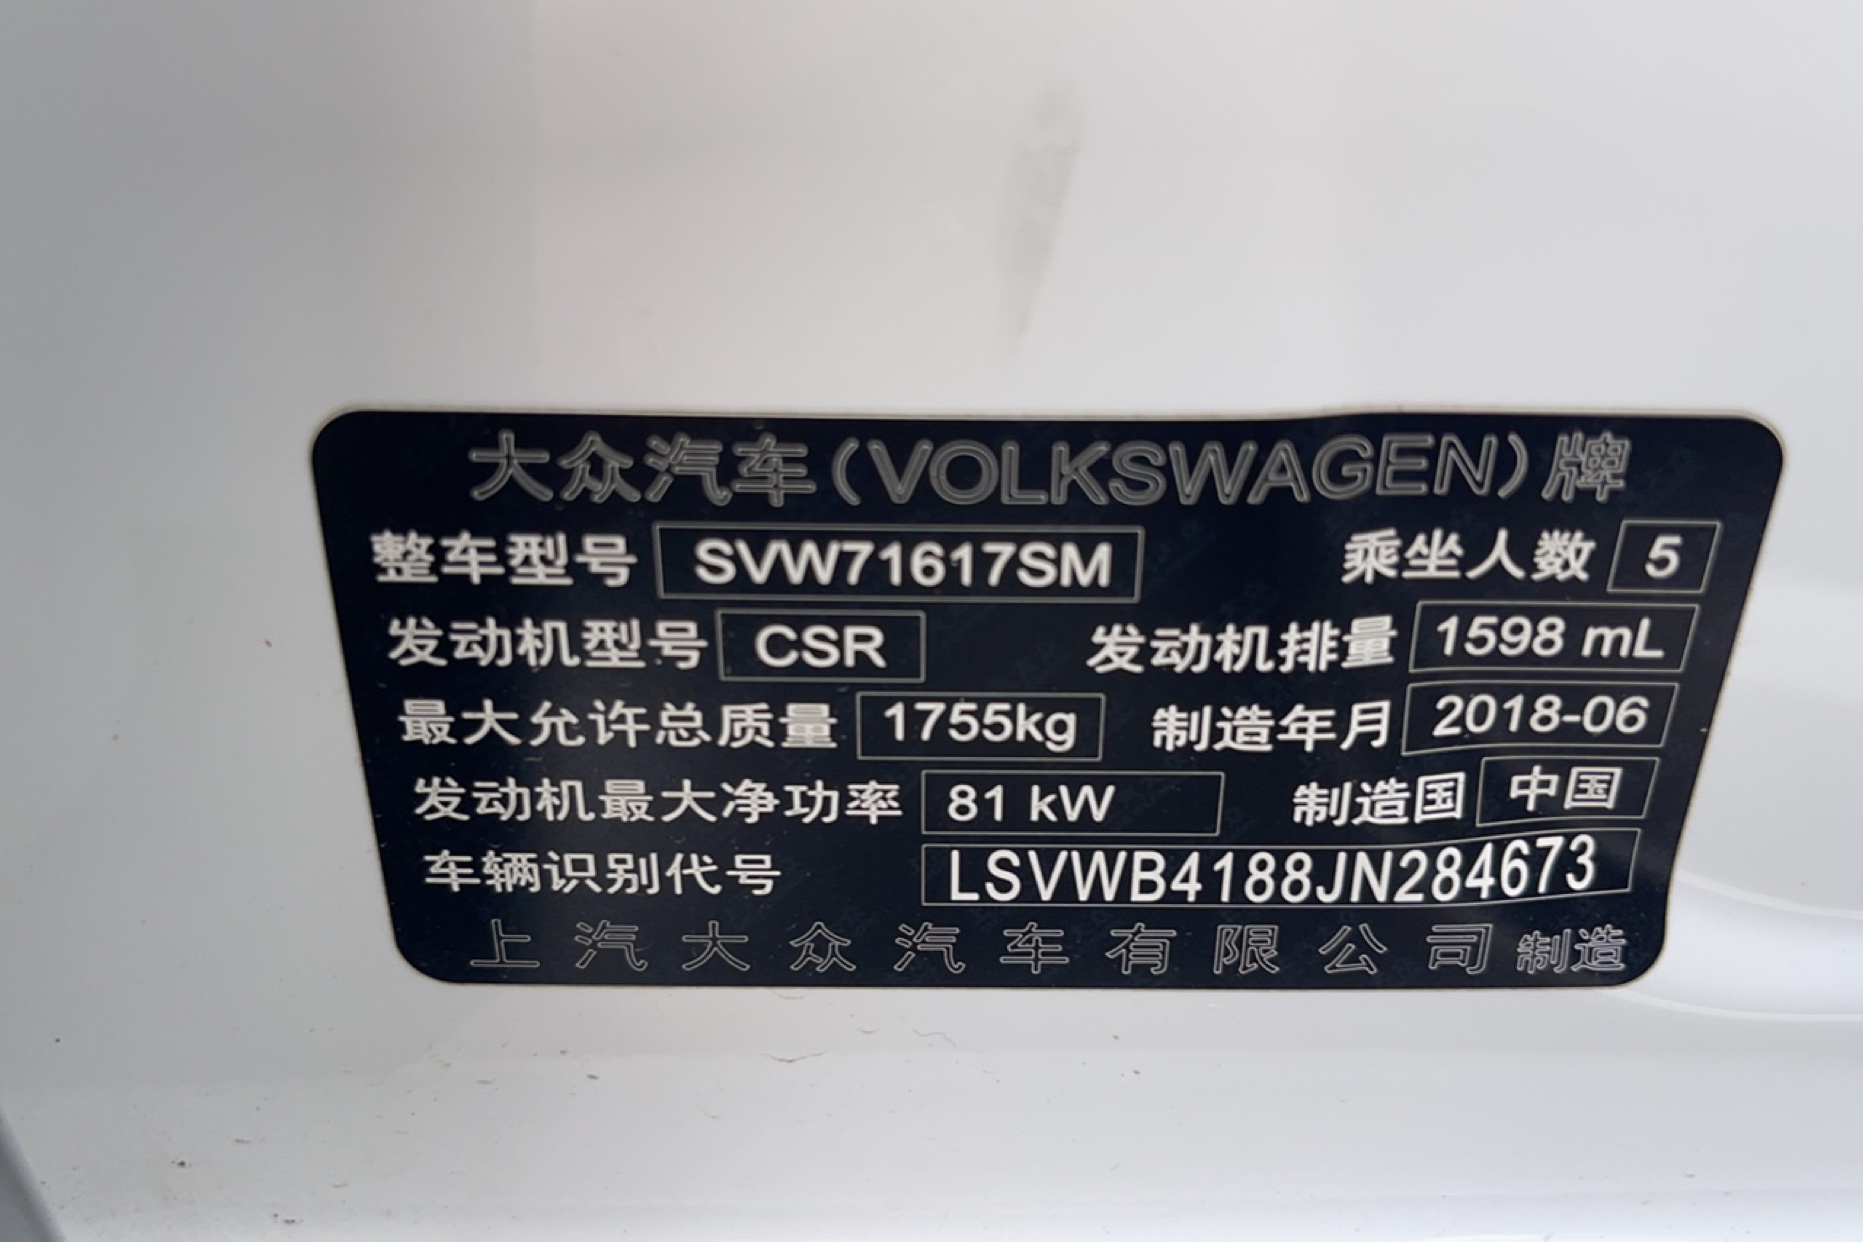 大众汽车(VOLKSWAGEN)牌
整车型号 SVW71617SM 乘坐人数 5
发动机型号 CSR 发动机排量 1598 mL
最大允许总质量 1755kg 制造年月 2018-06
发动机最大净功率 81 kW 制造国 中国
车辆识别代号 LSVWB4188JN284673
上汽大众汽车有限公司制造